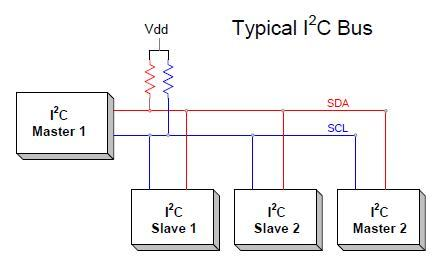 Vdd
Typical I²C Bus
SDA
I²C
Master 1
SCL
I²C
Slave 1
I²C
Slave 2
I²C
Master 2